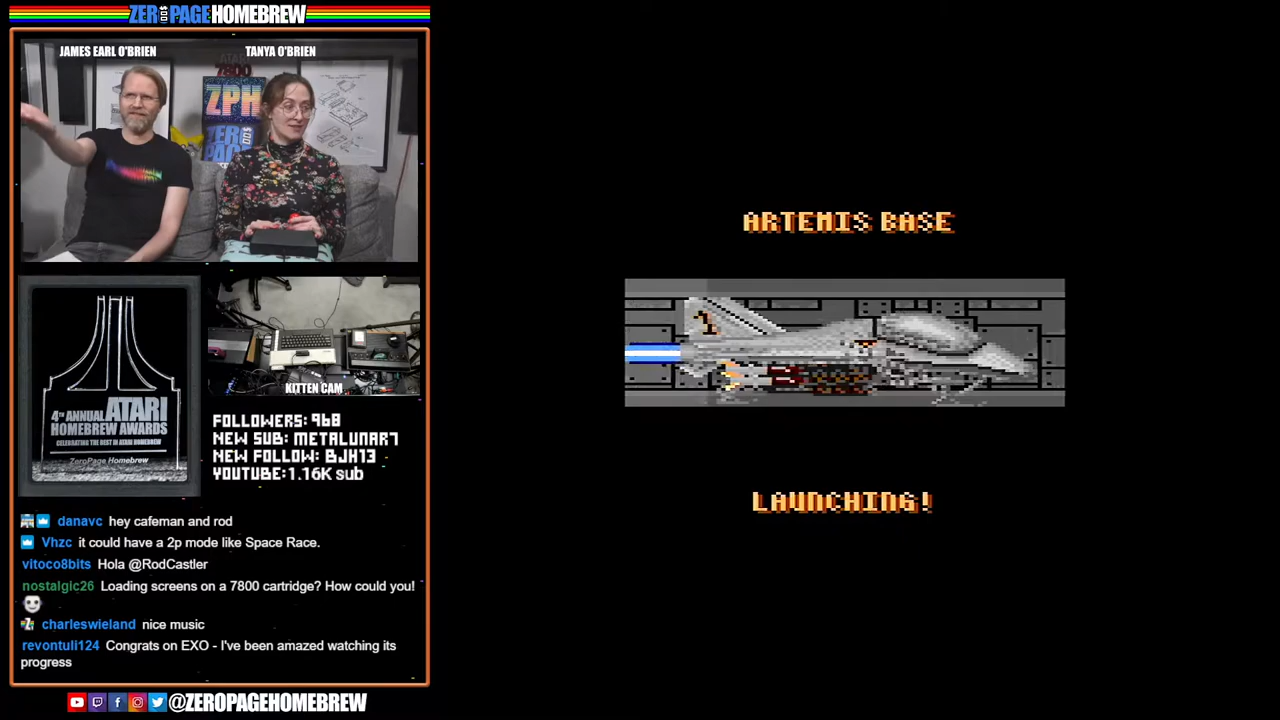 ZEROPAGE HOMEBREW
JAMES EARL O'BRIEN
TANYA O'BRIEN
ATARI
7800
ZPH
ZERO
PAGE
4TH ANNUAL ATARI
HOMEBREW AWARDS
CELEBRATING THE BEST IN ATARI HOMEBREW
ZeroPage Homebrew
KITTEN CAM
FOLLOWERS: 968
NEW SUB: METALUNAR7
NEW FOLLOW: BJH13
YOUTUBE: 1.16K sub
danavc hey cafeman and rod
Vhzc it could have a 2p mode like Space Race.
vitoco8bits Hola @RodCastler
nostalgic26 Loading screens on a 7800 cartridge? How could you!
charleswieland nice music
revontuli124 Congrats on EXO - I've been amazed watching its
progress
@ZEROPAGEHOMEBREW
ARTEMIS BASE
LAUNCHING!